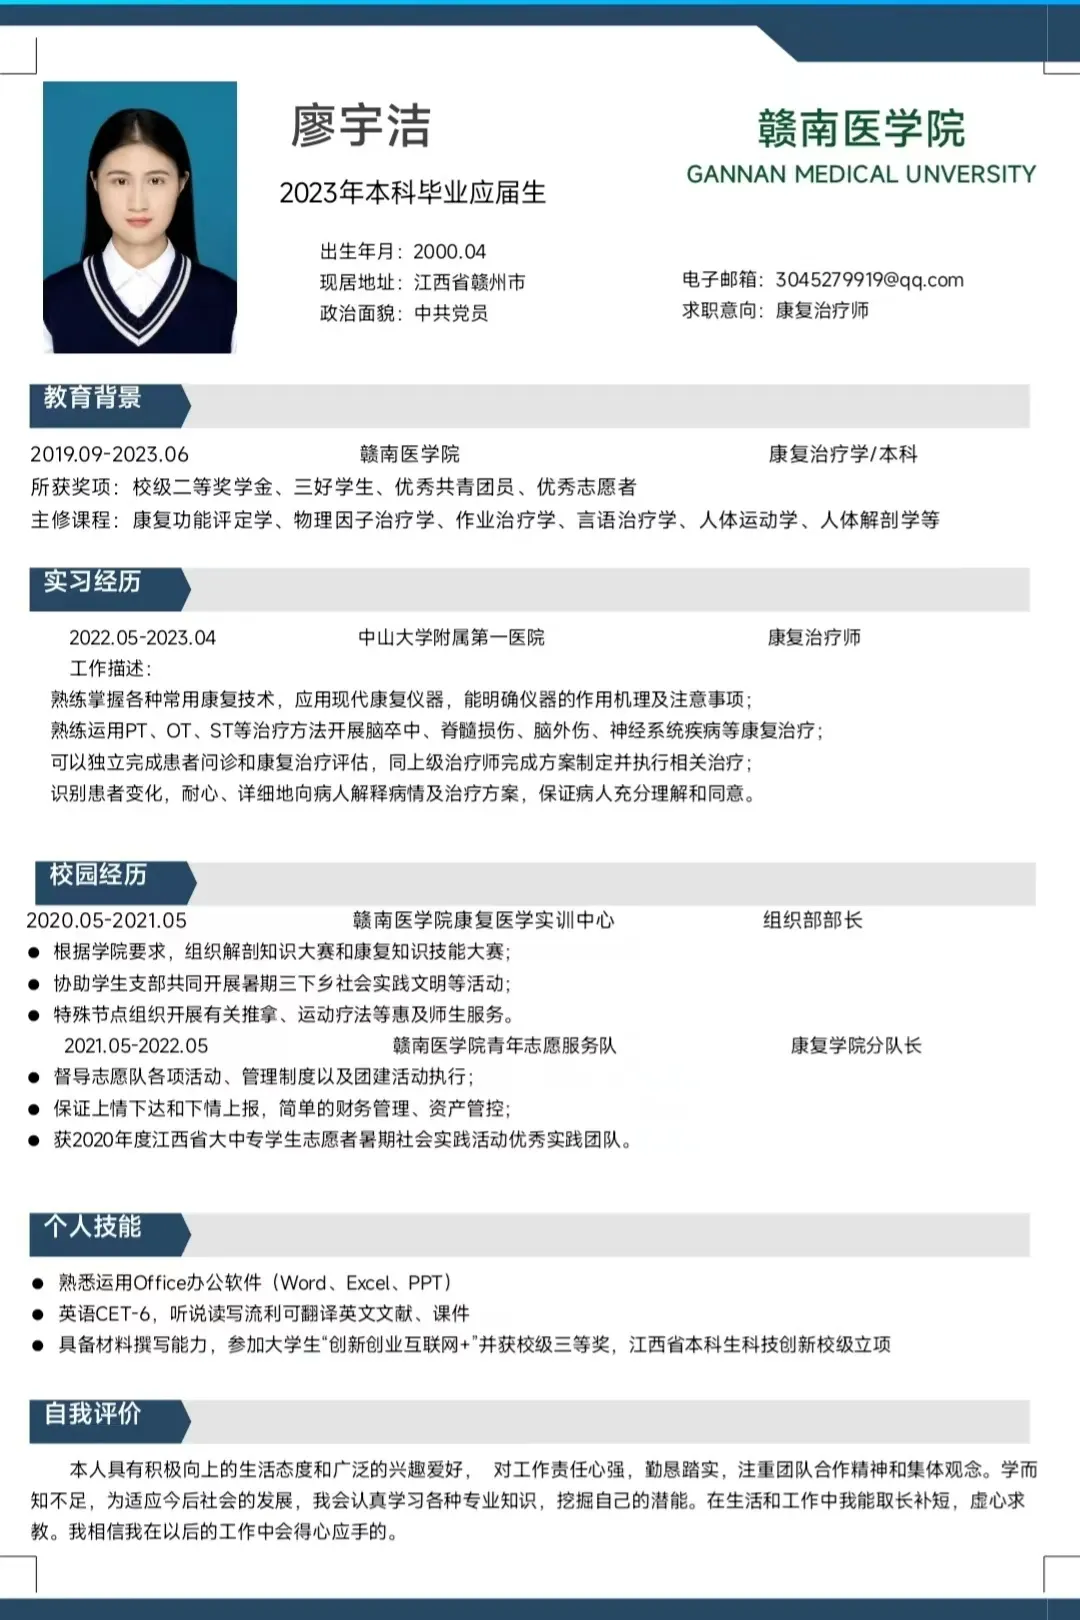 廖宇洁
赣南医学院
GANNAN MEDICAL UNVERSITY
2023年本科毕业应届生
出生年月：2000.04
现居地址：江西省赣州市
政治面貌：中共党员
电子邮箱：3045279919@qq.com
求职意向：康复治疗师
教育背景
2019.09-2023.06 赣南医学院 康复治疗学/本科
所获奖项：校级二等奖学金、三好学生、优秀共青团员、优秀志愿者
主修课程：康复功能评定学、物理因子治疗学、作业治疗学、言语治疗学、人体运动学、人体解剖学等
实习经历
2022.05-2023.04 中山大学附属第一医院 康复治疗师
工作描述：
熟练掌握各种常用康复技术，应用现代康复仪器，能明确仪器的作用机理及注意事项；
熟练运用PT、OT、ST等治疗方法开展脑卒中、脊髓损伤、脑外伤、神经系统疾病等康复治疗；
可以独立完成患者问诊和康复治疗评估，同上级治疗师完成方案制定并执行相关治疗；
识别患者变化，耐心、详细地向病人解释病情及治疗方案，保证病人充分理解和同意。
校园经历
2020.05-2021.05 赣南医学院康复医学实训中心 组织部部长
● 根据学院要求，组织解剖知识大赛和康复知识技能大赛；
● 协助学生支部共同开展暑期三下乡社会实践文明等活动；
● 特殊节点组织开展有关推拿、运动疗法等惠及师生服务。
2021.05-2022.05 赣南医学院青年志愿服务队 康复学院分队长
● 督导志愿队各项活动、管理制度以及团建活动执行；
● 保证上情下达和下情上报，简单的财务管理、资产管控；
● 获2020年度江西省大中专学生志愿者暑期社会实践活动优秀实践团队。
个人技能
● 熟悉运用Office办公软件（Word、Excel、PPT）
● 英语CET-6，听说读写流利可翻译英文文献、课件
● 具备材料撰写能力，参加大学生“创新创业互联网+”并获校级三等奖，江西省本科生科技创新校级立项
自我评价
本人具有积极向上的生活态度和广泛的兴趣爱好， 对工作责任心强，勤恳踏实，注重团队合作精神和集体观念。学而
知不足，为适应今后社会的发展，我会认真学习各种专业知识，挖掘自己的潜能。在生活和工作中我能取长补短，虚心求
教。我相信我在以后的工作中会得心应手的。